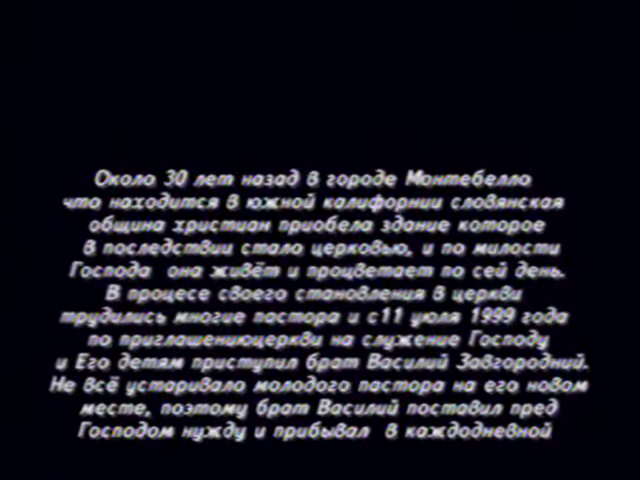 Около 30 лет назад в городе Монтебелло
что находится в южной калифорнии словянская
община христиан приобела здание которое
в последствии стало церковью, и по милости
Господа она живёт и процветает по сей день.
В процесе своего становления в церкви
трудились многие пастора и с11 уюля 1999 года
по приглашениюцеркви на служение Господу
и Его детям приступил брат Василий Завгородний.
Не всё устаривало молодого пастора на его новом
месте, поэтому брат Василий поставил пред
Господом нужду и прибывал в каждодневной